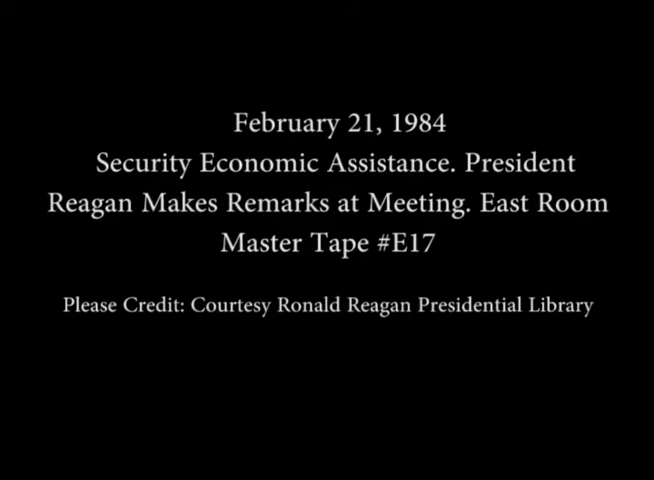 February 21, 1984
Security Economic Assistance. President
Reagan Makes Remarks at Meeting. East Room
Master Tape #E17
Please Credit: Courtesy Ronald Reagan Presidential Library